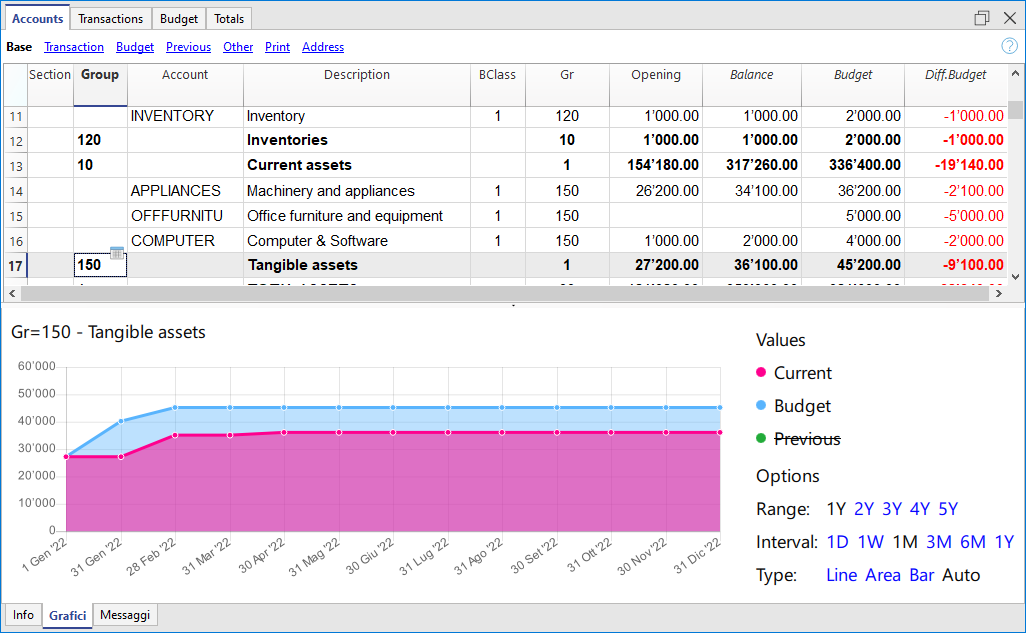 Accounts Transactions Budget Totals
Base Transaction Budget Previous Other Print Address
Section Group Account Description BClass Gr Opening Balance Budget Diff.Budget
11 INVENTORY Inventory 1 120 1’000.00 1’000.00 2’000.00 -1’000.00
12 120 Inventories 10 1’000.00 1’000.00 2’000.00 -1’000.00
13 10 Current assets 1 154’180.00 317’260.00 336’400.00 -19’140.00
14 APPLIANCES Machinery and appliances 1 150 26’200.00 34’100.00 36’200.00 -2’100.00
15 OFFFURNITU Office furniture and equipment 1 150 5’000.00 -5’000.00
16 COMPUTER Computer & Software 1 150 1’000.00 2’000.00 4’000.00 -2’000.00
17 150 Tangible assets 1 27’200.00 36’100.00 45’200.00 -9’100.00
Gr=150 - Tangible assets
60’000
50’000
40’000
30’000
20’000
10’000
0
1 Gen '22 31 Gen '22 28 Feb '22 31 Mar '22 30 Apr '22 31 Mag '22 30 Giu '22 31 Lug '22 31 Ago '22 30 Set '22 31 Ott '22 30 Nov '22 31 Dic '22
Values
Current
Budget
Previous
Options
Range: 1Y 2Y 3Y 4Y 5Y
Interval: 1D 1W 1M 3M 6M 1Y
Type: Line Area Bar Auto
Info Grafici Messaggi